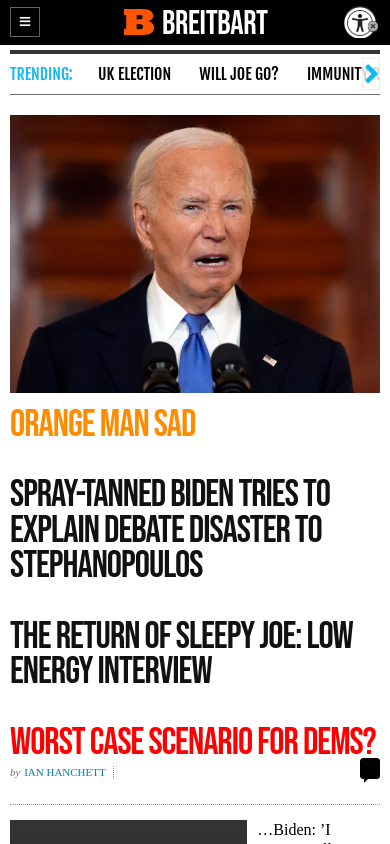 BREITBART
TRENDING: UK ELECTION WILL JOE GO? IMMUNIT
ORANGE MAN SAD
SPRAY-TANNED BIDEN TRIES TO
EXPLAIN DEBATE DISASTER TO
STEPHANOPOULOS
THE RETURN OF SLEEPY JOE: LOW
ENERGY INTERVIEW
WORST CASE SCENARIO FOR DEMS?
by IAN HANCHETT
…Biden: ’I